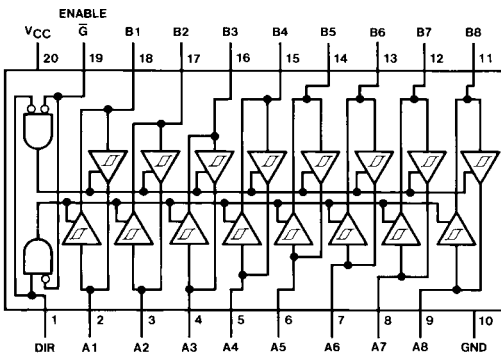 ENABLE
VCC G B1 B2 B3 B4 B5 B6 B7 B8
20 19 18 17 16 15 14 13 12 11
1 2 3 4 5 6 7 8 9 10
DIR A1 A2 A3 A4 A5 A6 A7 A8 GND